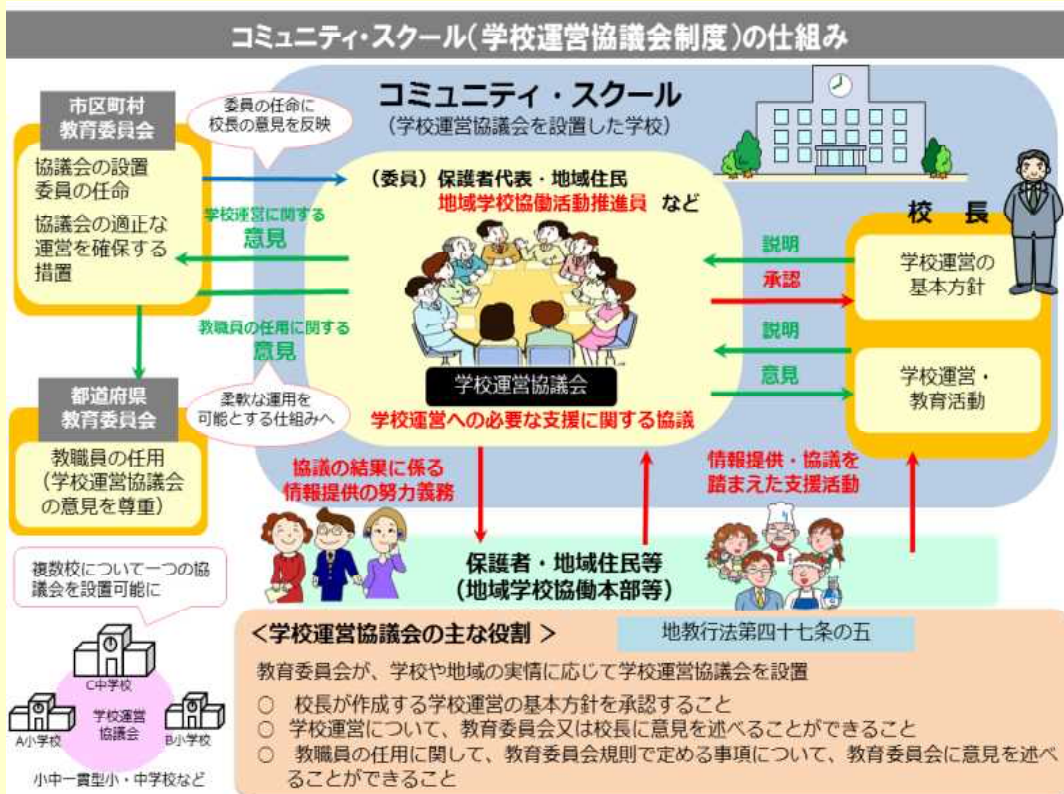 コミュニティ・スクール(学校運営協議会制度)の仕組み
市区町村
教育委員会
協議会の設置
委員の任命
協議会の適正な
運営を確保する
措置
委員の任命に
校長の意見を反映
コミュニティ・スクール
(学校運営協議会を設置した学校)
(委員)保護者代表・地域住民
地域学校協働活動推進員 など
学校運営に関する
意見
教職員の任用に関する
意見
柔軟な運用を
可能とする仕組みへ
学校運営協議会
学校運営への必要な支援に関する協議
校 長
説明
承認
学校運営の
基本方針
説明
意見
学校運営・
教育活動
都道府県
教育委員会
教職員の任用
(学校運営協議会
の意見を尊重)
協議の結果に係る
情報提供の努力義務
情報提供・協議を
踏まえた支援活動
保護者・地域住民等
(地域学校協働本部等)
複数校について一つの協
議会を設置可能に
C中学校
学校運営
協議会
A小学校
B小学校
小中一貫型小・中学校など
<学校運営協議会の主な役割 >
地教行法第四十七条の五
教育委員会が、学校や地域の実情に応じて学校運営協議会を設置
○ 校長が作成する学校運営の基本方針を承認すること
○ 学校運営について、教育委員会又は校長に意見を述べることができること
○ 教職員の任用に関して、教育委員会規則で定める事項について、教育委員会に意見を述べ
ることができること